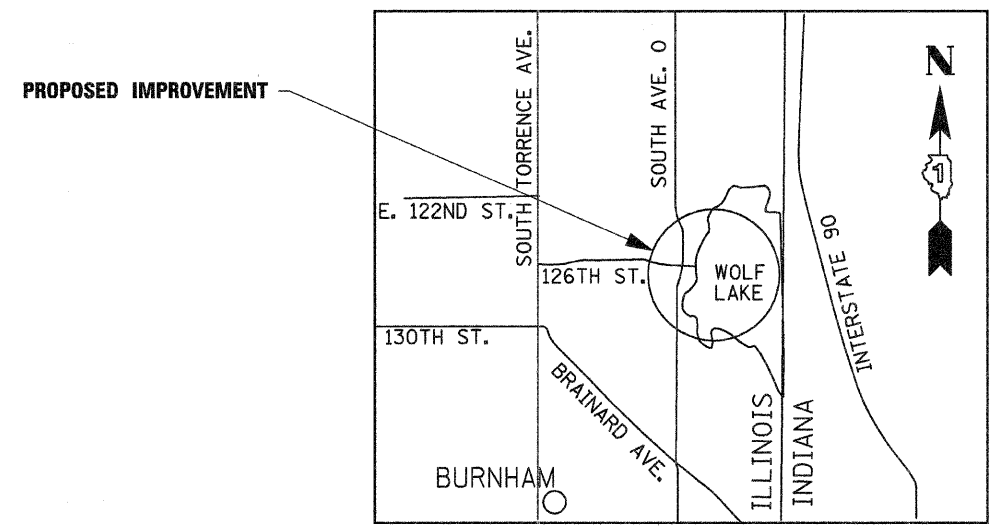 PROPOSED IMPROVEMENT
SOUTH TORRENCE AVE.
SOUTH AVE. O
N
1
E. 122ND ST.
126TH ST.
WOLF
LAKE
INTERSTATE 90
130TH ST.
BRAINARD AVE.
ILLINOIS
INDIANA
BURNHAM